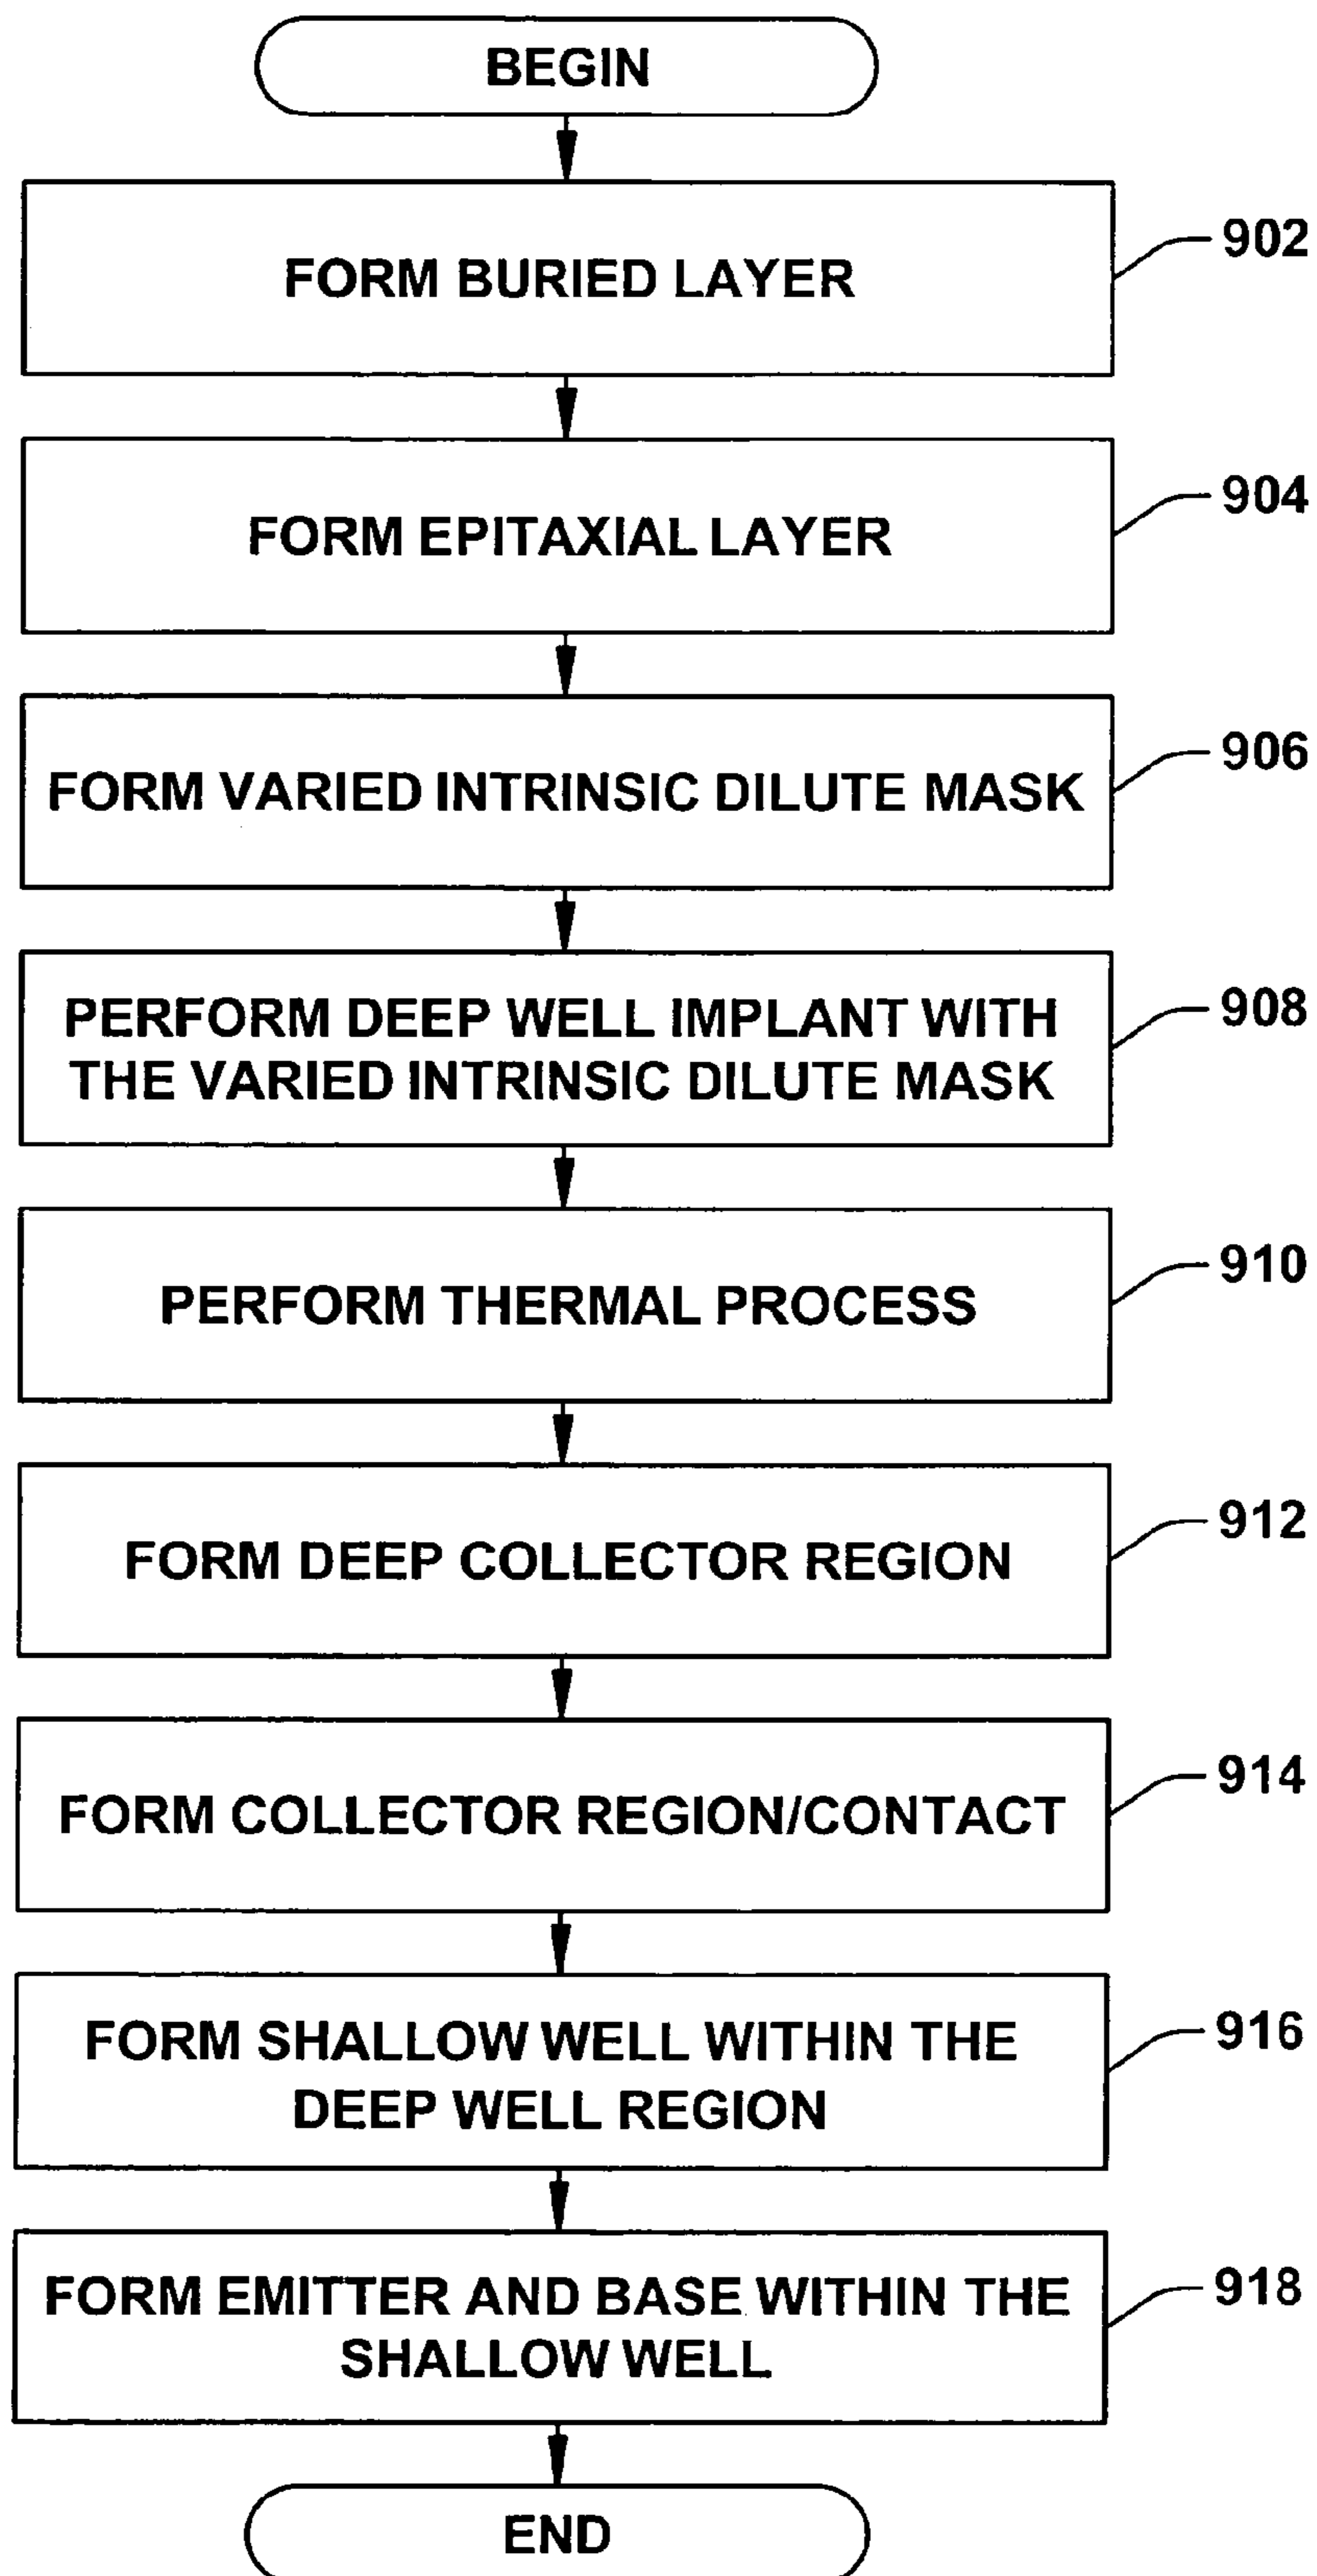 BEGIN
FORM BURIED LAYER
902
FORM EPITAXIAL LAYER
904
FORM VARIED INTRINSIC DILUTE MASK
906
PERFORM DEEP WELL IMPLANT WITH
THE VARIED INTRINSIC DILUTE MASK
908
PERFORM THERMAL PROCESS
910
FORM DEEP COLLECTOR REGION
912
FORM COLLECTOR REGION/CONTACT
914
FORM SHALLOW WELL WITHIN THE
DEEP WELL REGION
916
FORM EMITTER AND BASE WITHIN THE
SHALLOW WELL
918
END